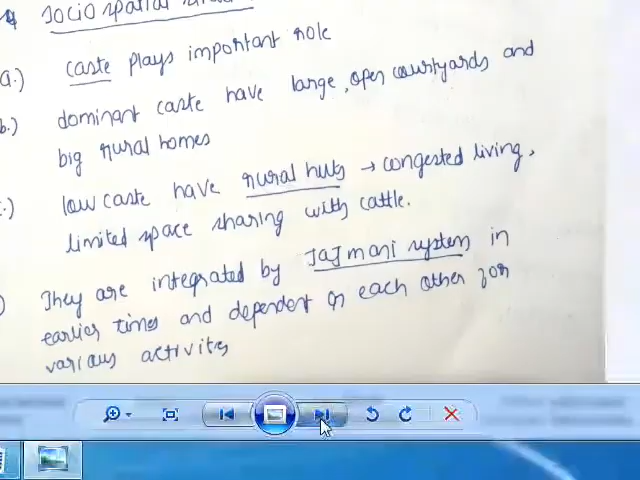 socio spatial
a.) caste plays important role
b.) dominant caste have large, open courtyards and
big rural homes
c.) low caste have rural huts → congested living,
limited space sharing with cattle.
) They are integrated by Jajmani system in
earlier times and dependent on each other for
various activities